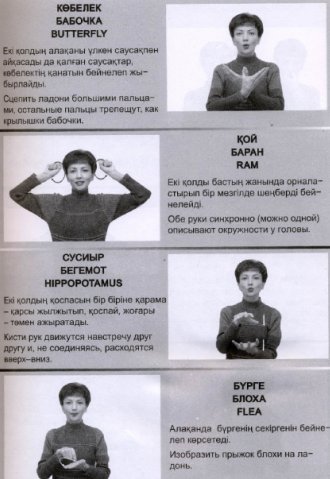 КӨБЕЛЕК
БАБОЧКА
BUTTERFLY
Екі қолдың алақаны үлкен саусақпен
айқасады да қалған саусақтар,
көбелектің қанатын бейнелеп жы-
бырлайды.
Сцепить ладони большими пальца-
ми, остальные пальцы трепещут, как
крылышки бабочки.
ҚОЙ
БАРАН
RAM
Екі қолды бастың жанында орнала-
стырып бір мезгілде шеңберді бей-
нелейді.
Обе руки синхронно (можно одной)
описывают окружности у головы.
СУСИЫР
БЕГЕМОТ
HIPPOPOTAMUS
Екі қолдың қоспасын бір біріне қарама
– қарсы жылжытып, қоспай, жоғары
– төмен ажыратады.
Кисти рук движутся навстречу друг
другу и, не соединяясь, расходятся
вверх–вниз.
БҮРГЕ
БЛОХА
FLEA
Алақанда бүргенің секіргенін бейне-
леп көрсетеді.
Изобразить прыжок блохи на ла-
донь.